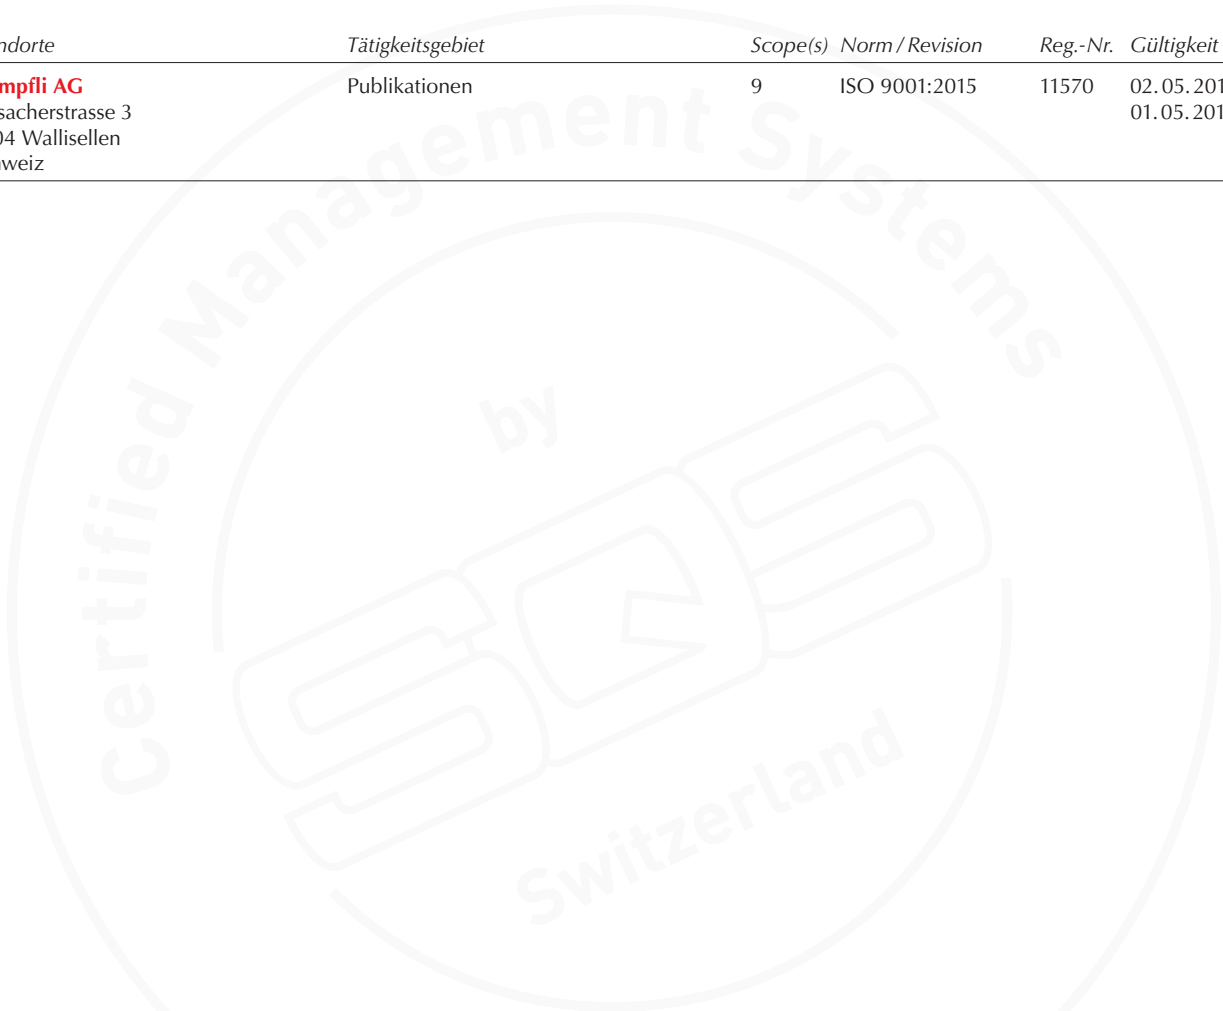 ndorte Tätigkeitsgebiet Scope(s) Norm / Revision Reg.-Nr. Gültigkeit
mpfli AG Publikationen 9 ISO 9001:2015 11570 02.05.201
sacherstrasse 3 01.05.201
04 Wallisellen
weiz
Certified Management Systems
by
SQS
Switzerland